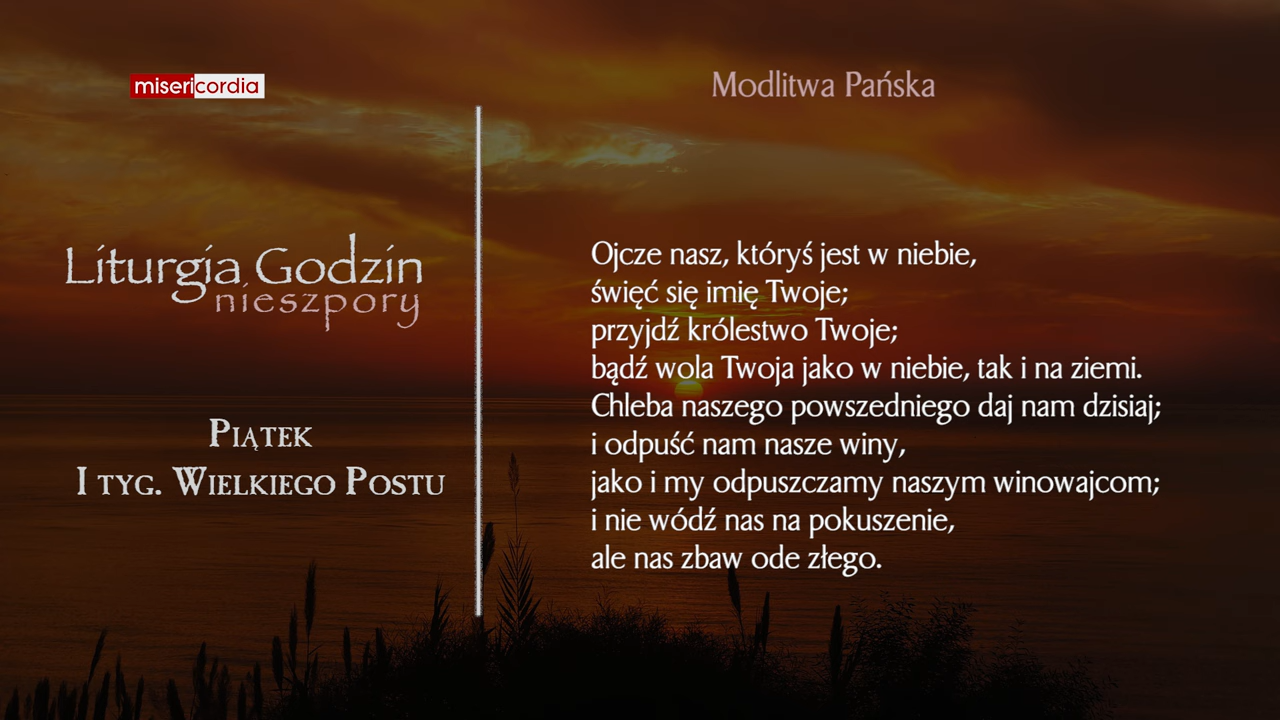 misericordia
Liturgia Godzin
nieszpory
Piątek
I tyg. Wielkiego Postu
Modlitwa Pańska
Ojcze nasz, któryś jest w niebie,
święć się imię Twoje;
przyjdź królestwo Twoje;
bądź wola Twoja jako w niebie, tak i na ziemi.
Chleba naszego powszedniego daj nam dzisiaj;
i odpuść nam nasze winy,
jako i my odpuszczamy naszym winowajcom;
i nie wódź nas na pokuszenie,
ale nas zbaw ode złego.